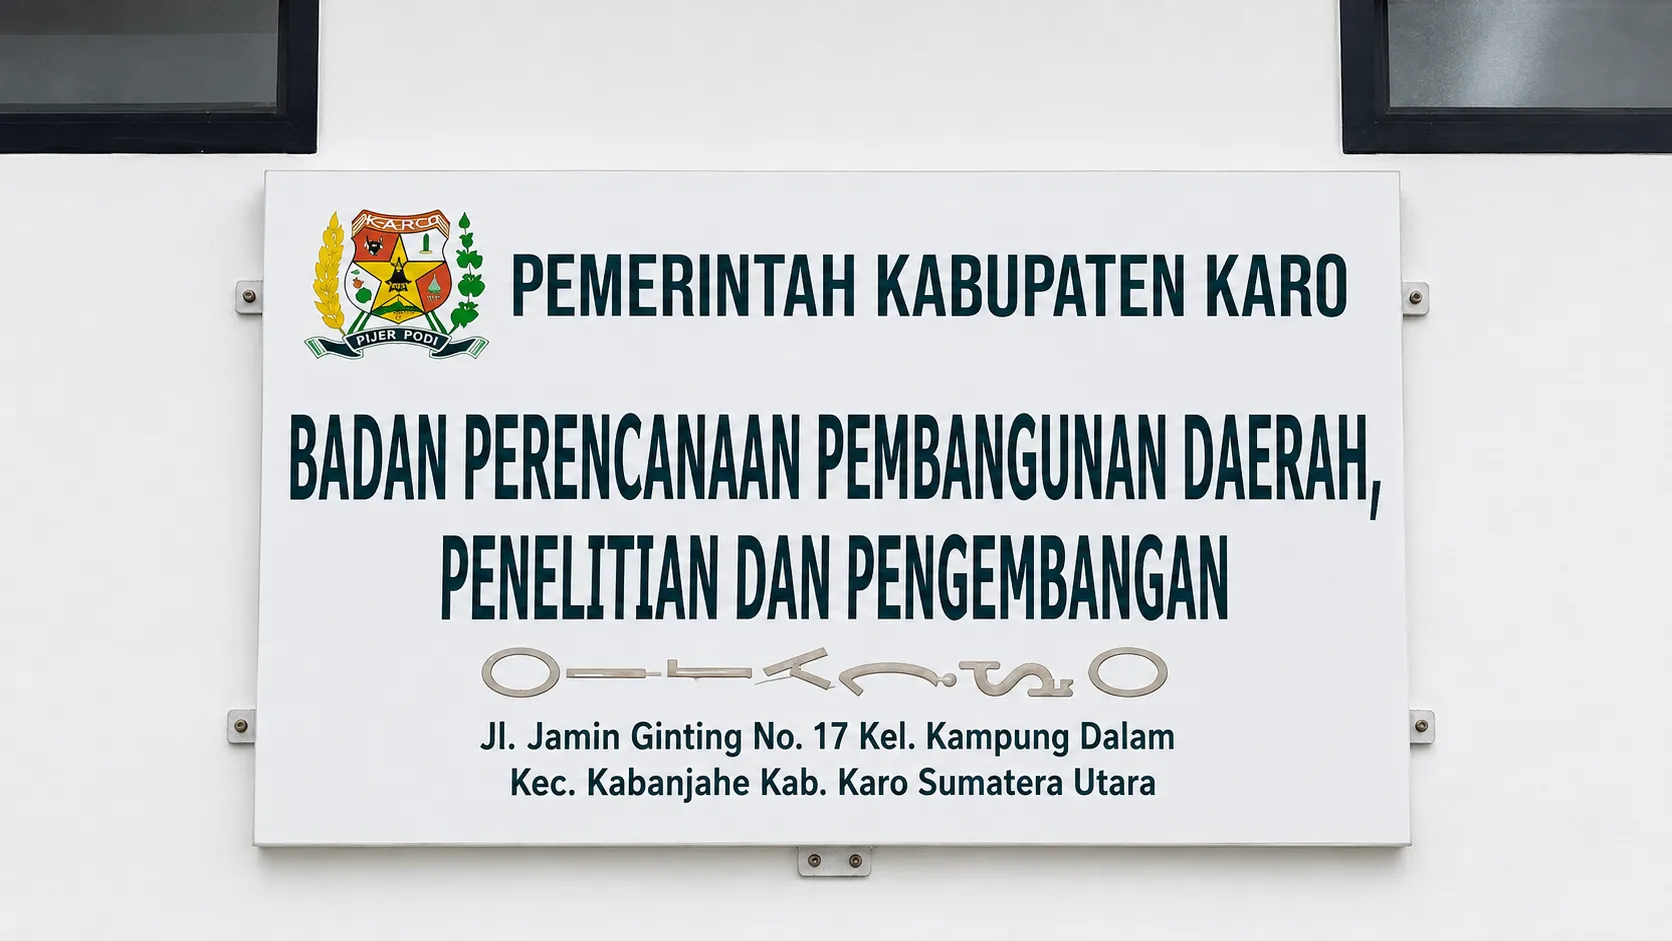 KARO
PIJER PODI
PEMERINTAH KABUPATEN KARO
BADAN PERENCANAAN PEMBANGUNAN DAERAH,
PENELITIAN DAN PENGEMBANGAN
Jl. Jamin Ginting No. 17 Kel. Kampung Dalam
Kec. Kabanjahe Kab. Karo Sumatera Utara